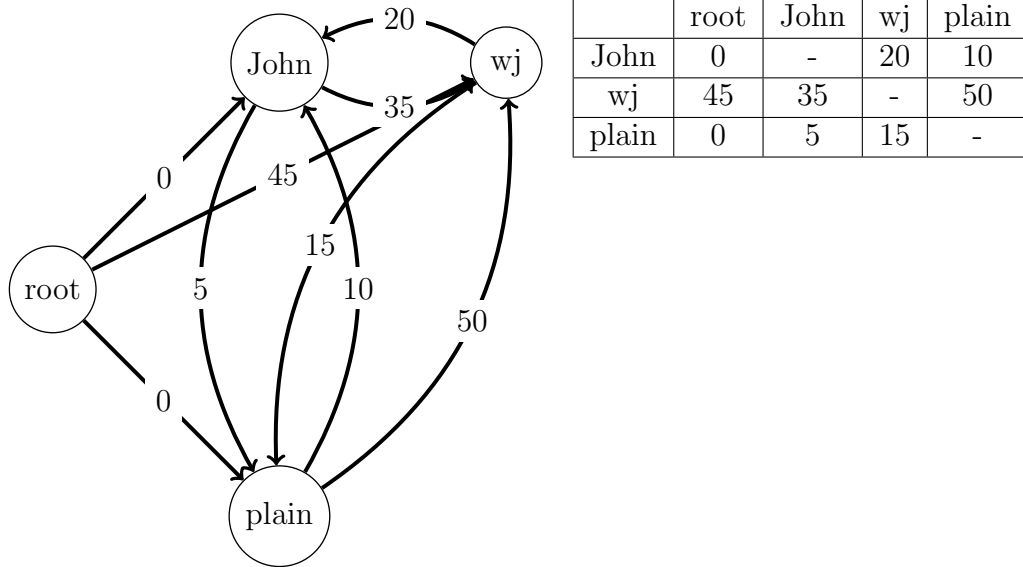 20
John
wj
35
0
45
15
root
5
10
50
0
plain
root John wj plain
John 0 - 20 10
wj 45 35 - 50
plain 0 5 15 -